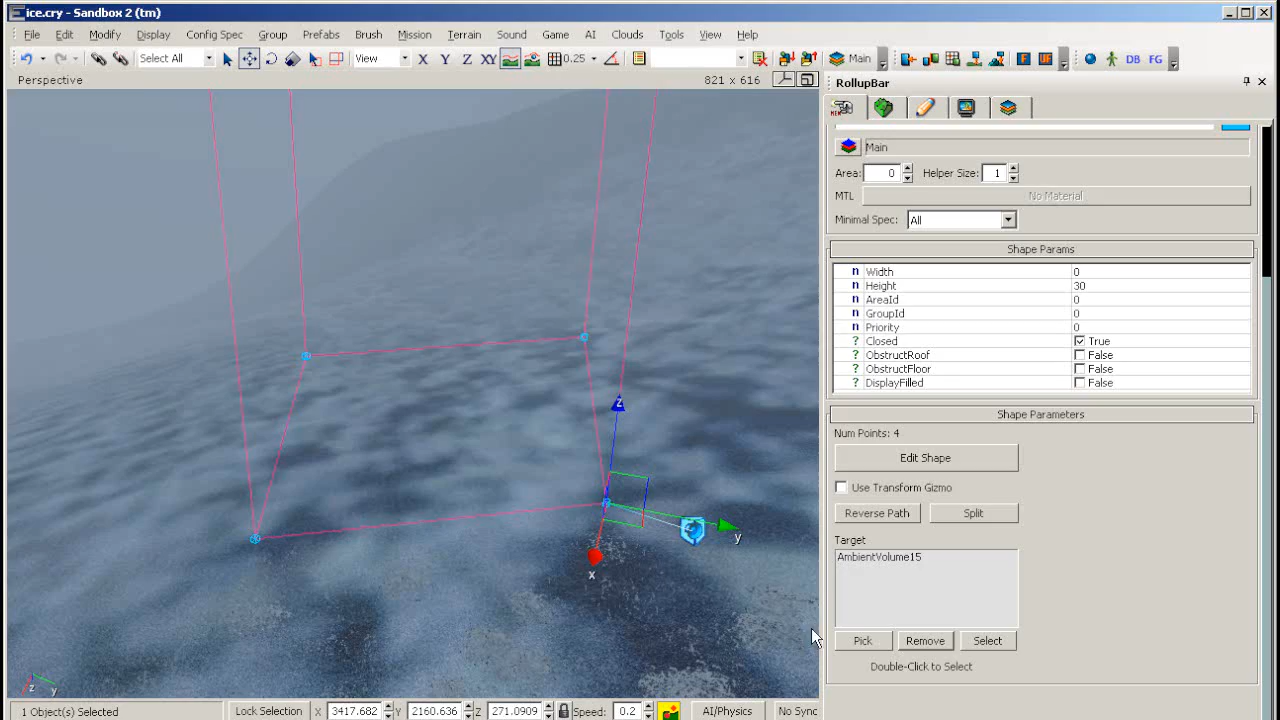 ice.cry - Sandbox 2 (tm)
File Edit Modify Display Config Spec Group Prefabs Brush Mission Terrain Sound Game AI Clouds Tools View Help
Select All X Y Z XY View 0.25 Main DB FG
Perspective 821 x 616
RollupBar
Main
Area: 0 Helper Size: 1
MTL No Material
Minimal Spec: All
Shape Params
Width 0
Height 30
AreaId 0
GroupId 0
Priority 0
Closed True
ObstructRoof False
ObstructFloor False
DisplayFilled False
Shape Parameters
Num Points: 4
Edit Shape
Use Transform Gizmo
Reverse Path Split
Target
AmbientVolume15
Pick Remove Select
Double-Click to Select
z
y
x
z y
1 Object(s) Selected Lock Selection X 3417.682 Y 2160.636 Z 271.0909 Speed: 0.2 AI/Physics No Sync